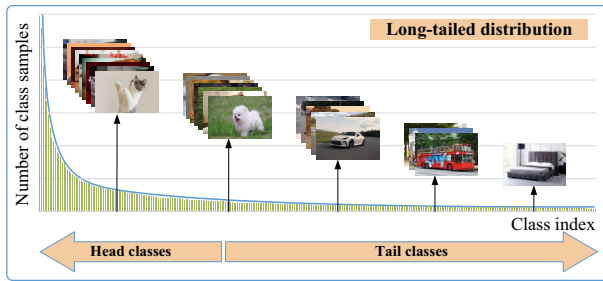 Long-tailed distribution
Number of class samples
Class index
Head classes
Tail classes